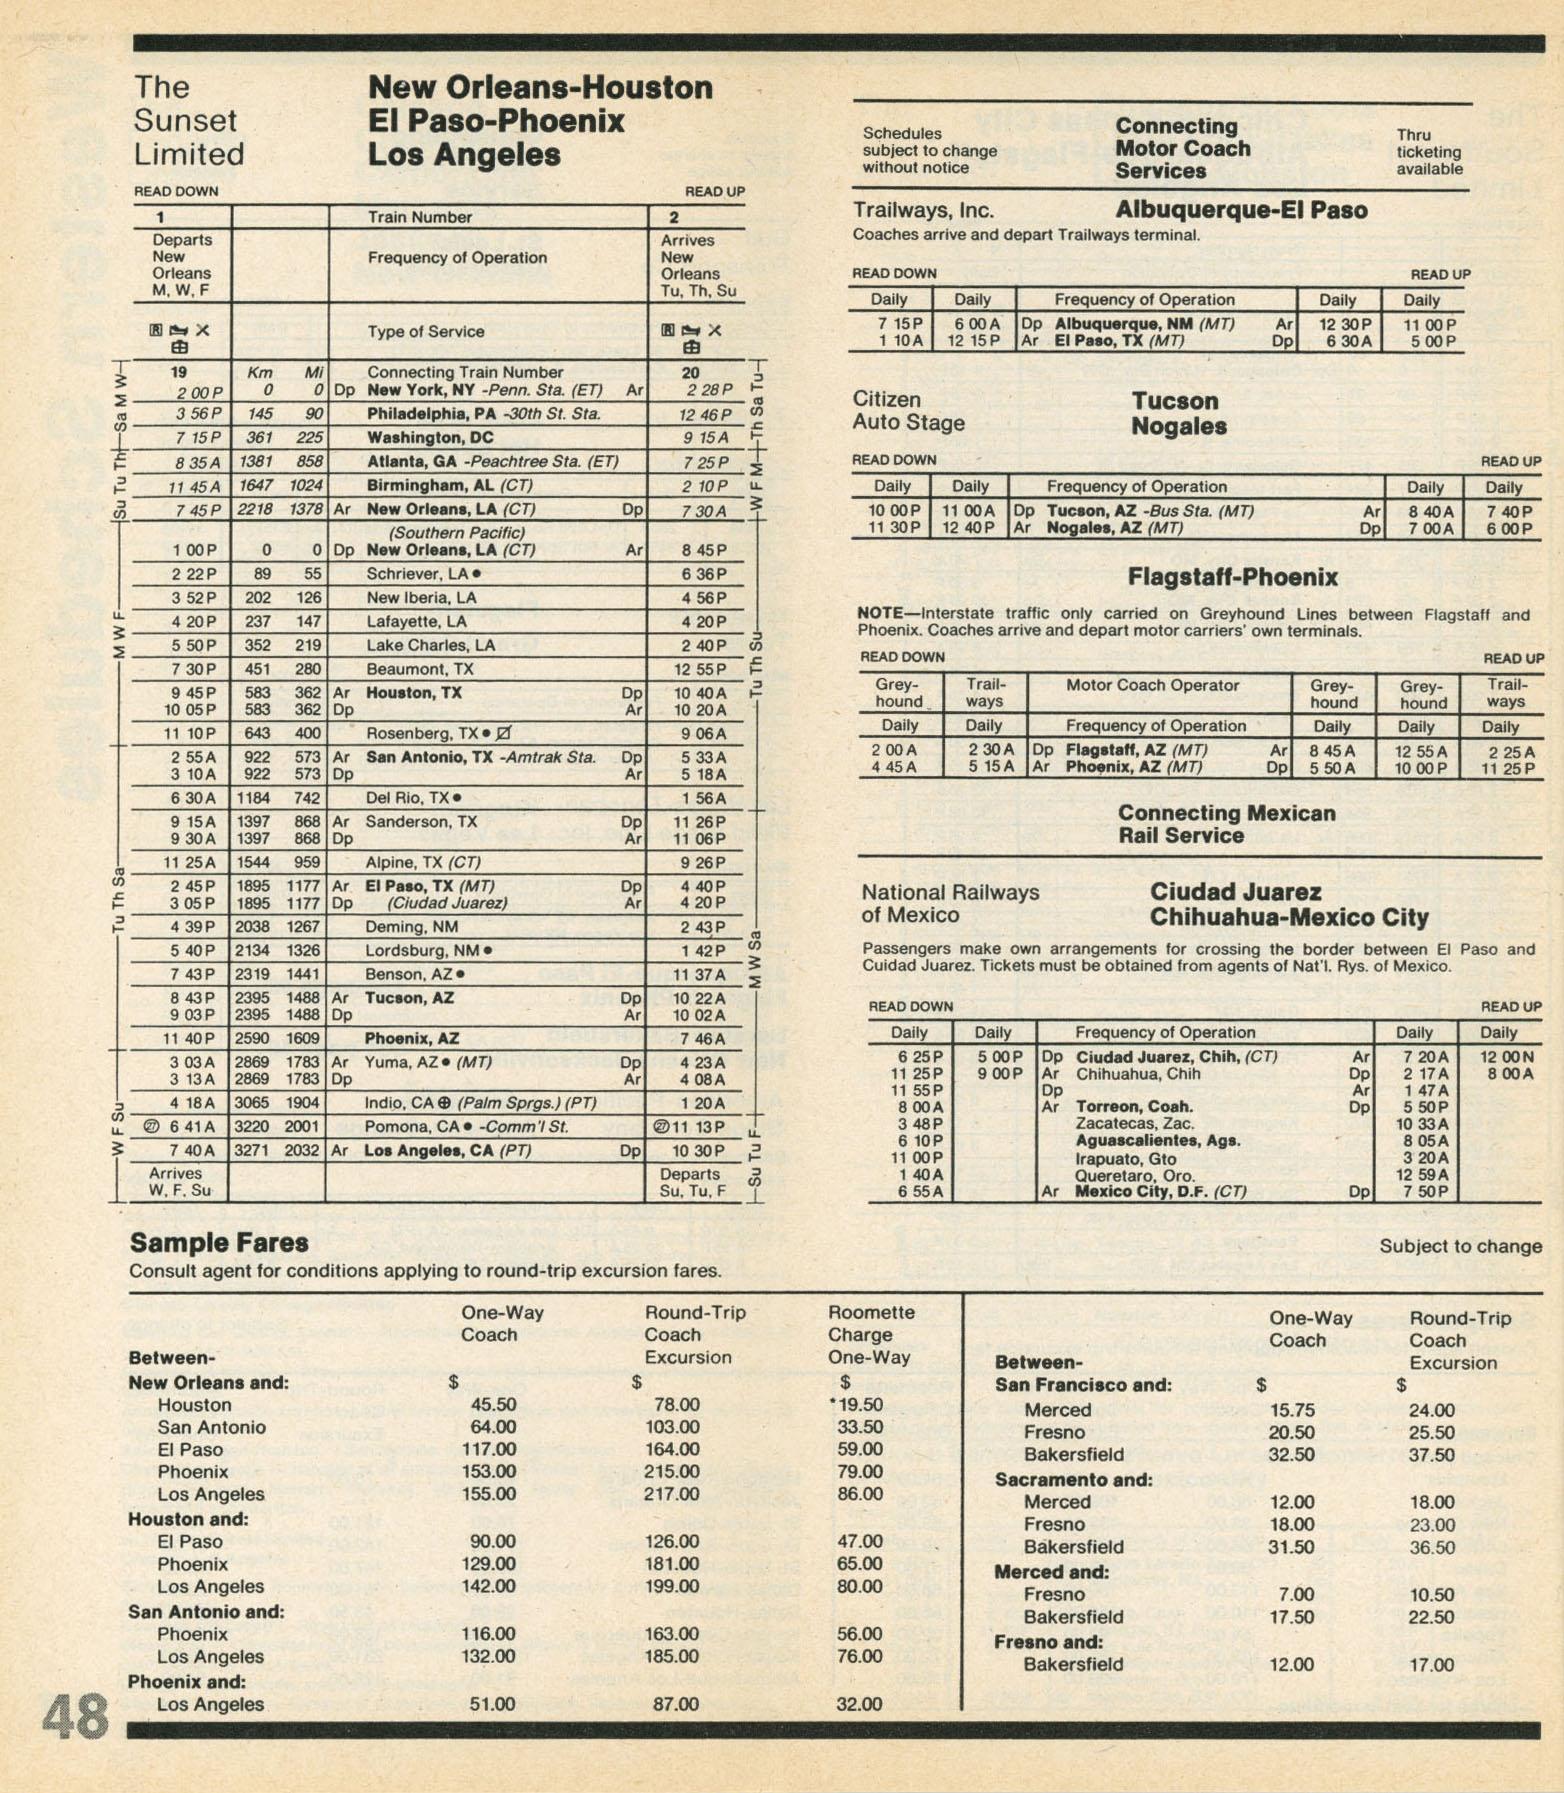 The
Sunset
Limited
New Orleans-Houston
El Paso-Phoenix
Los Angeles
READ DOWN READ UP
1 Train Number 2
Departs New Orleans M, W, F Frequency of Operation Arrives New Orleans Tu, Th, Su
Type of Service
19 Km Mi Connecting Train Number 20
2 00 P 0 0 Dp New York, NY -Penn. Sta. (ET) Ar 2 28 P
3 56 P 145 90 Philadelphia, PA -30th St. Sta. 12 46 P
7 15 P 361 225 Washington, DC 9 15 A
8 35 A 1381 858 Atlanta, GA -Peachtree Sta. (ET) 7 25 P
11 45 A 1647 1024 Birmingham, AL (CT) 2 10 P
7 45 P 2218 1378 Ar New Orleans, LA (CT) Dp 7 30 A
(Southern Pacific)
1 00 P 0 0 Dp New Orleans, LA (CT) Ar 8 45 P
2 22 P 89 55 Schriever, LA ● 6 36 P
3 52 P 202 126 New Iberia, LA 4 56 P
4 20 P 237 147 Lafayette, LA 4 20 P
5 50 P 352 219 Lake Charles, LA 2 40 P
7 30 P 451 280 Beaumont, TX 12 55 P
9 45 P 583 362 Ar Houston, TX Dp 10 40 A
10 05 P 583 362 Dp Ar 10 20 A
11 10 P 643 400 Rosenberg, TX ● 9 06 A
2 55 A 922 573 Ar San Antonio, TX -Amtrak Sta. Dp 5 33 A
3 10 A 922 573 Dp Ar 5 18 A
6 30 A 1184 742 Del Rio, TX ● 1 56 A
9 15 A 1397 868 Ar Sanderson, TX Dp 11 26 P
9 30 A 1397 868 Dp Ar 11 06 P
11 25 A 1544 959 Alpine, TX (CT) 9 26 P
2 45 P 1895 1177 Ar El Paso, TX (MT) Dp 4 40 P
3 05 P 1895 1177 Dp (Ciudad Juarez) Ar 4 20 P
4 39 P 2038 1267 Deming, NM 2 43 P
5 40 P 2134 1326 Lordsburg, NM ● 1 42 P
7 43 P 2319 1441 Benson, AZ ● 11 37 A
8 43 P 2395 1488 Ar Tucson, AZ Dp 10 22 A
9 03 P 2395 1488 Dp Ar 10 02 A
11 40 P 2590 1609 Phoenix, AZ 7 46 A
3 03 A 2869 1783 Ar Yuma, AZ ● (MT) Dp 4 23 A
3 13 A 2869 1783 Dp Ar 4 08 A
4 18 A 3065 1904 Indio, CA ⊕ (Palm Sprgs.) (PT) 1 20 A
㉗ 6 41 A 3220 2001 Pomona, CA ● -Comm'l St. ㉗ 11 13 P
7 40 A 3271 2032 Ar Los Angeles, CA (PT) Dp 10 30 P
Arrives W, F, Su Departs Su, Tu, F
Sa M W
Su Tu Th
M W F
Tu Th Sa
W F Su
Th Sa Tu
W F M
Tu Th Su
M W Sa
Su Tu F
Schedules subject to change without notice
Connecting
Motor Coach
Services
Thru ticketing available
Trailways, Inc. Albuquerque-El Paso
Coaches arrive and depart Trailways terminal.
READ DOWN READ UP
Daily Daily Frequency of Operation Daily Daily
7 15 P 6 00 A Dp Albuquerque, NM (MT) Ar 12 30 P 11 00 P
1 10 A 12 15 P Ar El Paso, TX (MT) Dp 6 30 A 5 00 P
Citizen
Auto Stage
Tucson
Nogales
READ DOWN READ UP
Daily Daily Frequency of Operation Daily Daily
10 00 P 11 00 A Dp Tucson, AZ -Bus Sta. (MT) Ar 8 40 A 7 40 P
11 30 P 12 40 P Ar Nogales, AZ (MT) Dp 7 00 A 6 00 P
Flagstaff-Phoenix
NOTE—Interstate traffic only carried on Greyhound Lines between Flagstaff and
Phoenix. Coaches arrive and depart motor carriers' own terminals.
READ DOWN READ UP
Grey-hound Trail-ways Motor Coach Operator Grey-hound Grey-hound Trail-ways
Daily Daily Frequency of Operation Daily Daily Daily
2 00 A 2 30 A Dp Flagstaff, AZ (MT) Ar 8 45 A 12 55 A 2 25 A
4 45 A 5 15 A Ar Phoenix, AZ (MT) Dp 5 50 A 10 00 P 11 25 P
Connecting Mexican
Rail Service
National Railways
of Mexico
Ciudad Juarez
Chihuahua-Mexico City
Passengers make own arrangements for crossing the border between El Paso and
Cuidad Juarez. Tickets must be obtained from agents of Nat'l. Rys. of Mexico.
READ DOWN READ UP
Daily Daily Frequency of Operation Daily Daily
6 25 P 5 00 P Dp Ciudad Juarez, Chih, (CT) Ar 7 20 A 12 00 N
11 25 P 9 00 P Ar Chihuahua, Chih Dp 2 17 A 8 00 A
11 55 P Dp Ar 1 47 A
8 00 A Ar Torreon, Coah. Dp 5 50 P
3 48 P Zacatecas, Zac. 10 33 A
6 10 P Aguascalientes, Ags. 8 05 A
11 00 P Irapuato, Gto 3 20 A
1 40 A Queretaro, Oro. 12 59 A
6 55 A Ar Mexico City, D.F. (CT) Dp 7 50 P
Sample Fares Subject to change
Consult agent for conditions applying to round-trip excursion fares.
Between- One-Way Coach Round-Trip Coach Excursion Roomette Charge One-Way
New Orleans and: $ $ $
Houston 45.50 78.00 *19.50
San Antonio 64.00 103.00 33.50
El Paso 117.00 164.00 59.00
Phoenix 153.00 215.00 79.00
Los Angeles 155.00 217.00 86.00
Houston and:
El Paso 90.00 126.00 47.00
Phoenix 129.00 181.00 65.00
Los Angeles 142.00 199.00 80.00
San Antonio and:
Phoenix 116.00 163.00 56.00
Los Angeles 132.00 185.00 76.00
Phoenix and:
Los Angeles 51.00 87.00 32.00
Between- One-Way Coach Round-Trip Coach Excursion
San Francisco and: $ $
Merced 15.75 24.00
Fresno 20.50 25.50
Bakersfield 32.50 37.50
Sacramento and:
Merced 12.00 18.00
Fresno 18.00 23.00
Bakersfield 31.50 36.50
Merced and:
Fresno 7.00 10.50
Bakersfield 17.50 22.50
Fresno and:
Bakersfield 12.00 17.00
48